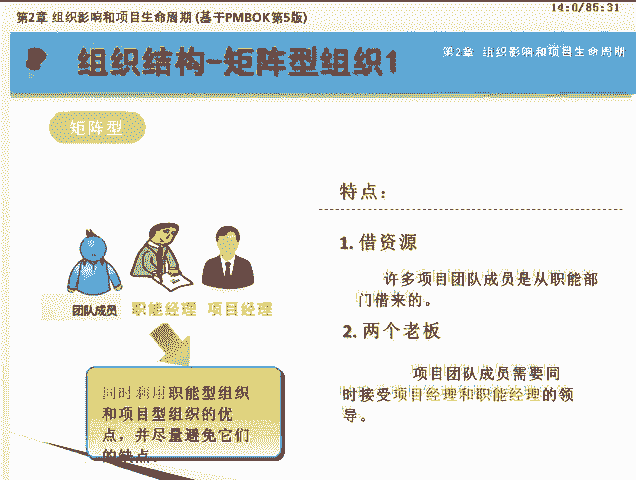 第2章 组织影响和项目生命周期 (基于PMBOK第5版)
14:0/85:31
组织结构-矩阵型组织1
第2章 组织影响和项目生命周期
矩阵型
特点：
1. 借资源
许多项目团队成员是从职能部
门借来的。
2. 两个老板
项目团队成员需要同
时接受项目经理和职能经理的领
导。
团队成员
职能经理
项目经理
同时利用职能型组织
和项目型组织的优
点，并尽量避免它们
的缺点。